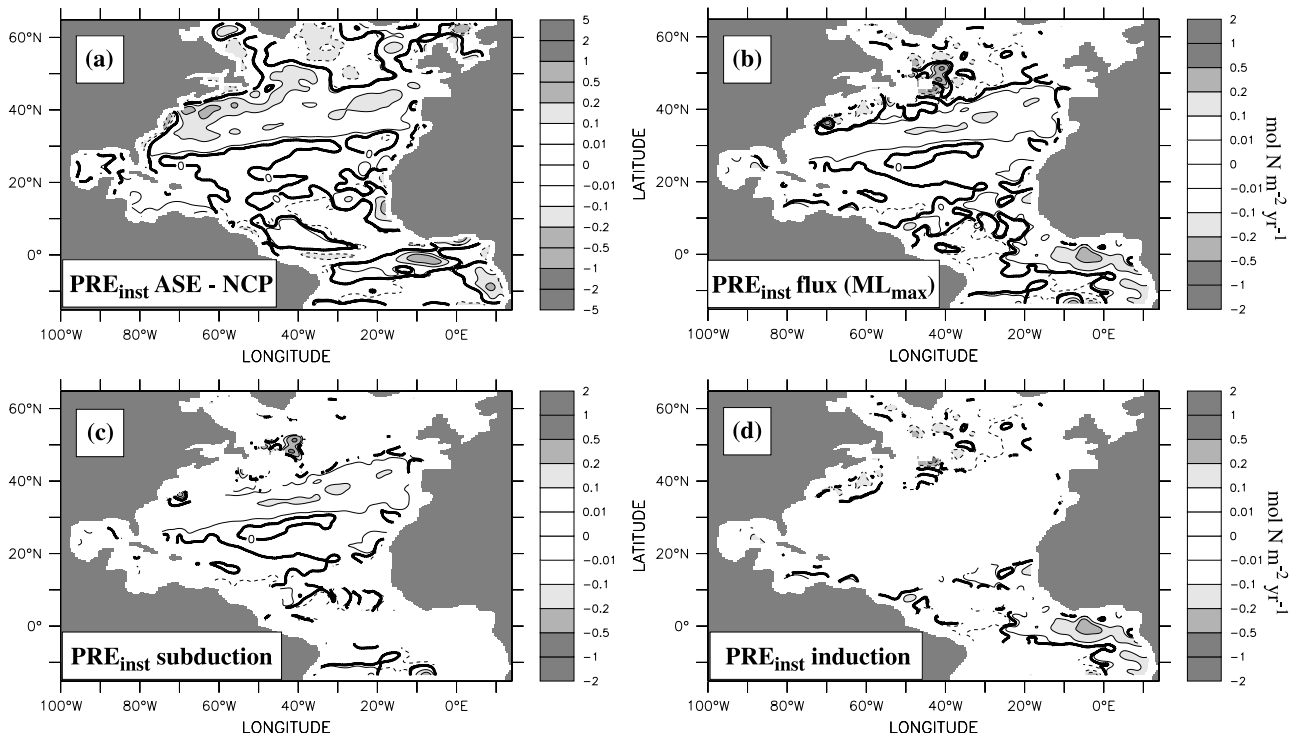 (a)
60°N
40°N
20°N
0°
PRE_inst ASE - NCP
0
0
0
0
0
100°W 80°W 60°W 40°W 20°W 0°E
LONGITUDE
5
2
1
0.5
0.2
0.1
0.01
0
-0.01
-0.1
-0.2
-0.5
-1
-2
-5
(b)
LATITUDE
60°N
40°N
20°N
0°
PRE_inst flux (ML_max)
0
100°W 80°W 60°W 40°W 20°W 0°E
LONGITUDE
2
1
0.5
0.2
0.1
0.01
0
-0.01
-0.1
-0.2
-0.5
-1
-2
mol N m^-2 yr^-1
(c)
60°N
40°N
20°N
0°
PRE_inst subduction
0
100°W 80°W 60°W 40°W 20°W 0°E
LONGITUDE
2
1
0.5
0.2
0.1
0.01
0
-0.01
-0.1
-0.2
-0.5
-1
-2
(d)
LATITUDE
60°N
40°N
20°N
0°
PRE_inst induction
100°W 80°W 60°W 40°W 20°W 0°E
LONGITUDE
2
1
0.5
0.2
0.1
0.01
0
-0.01
-0.1
-0.2
-0.5
-1
-2
mol N m^-2 yr^-1